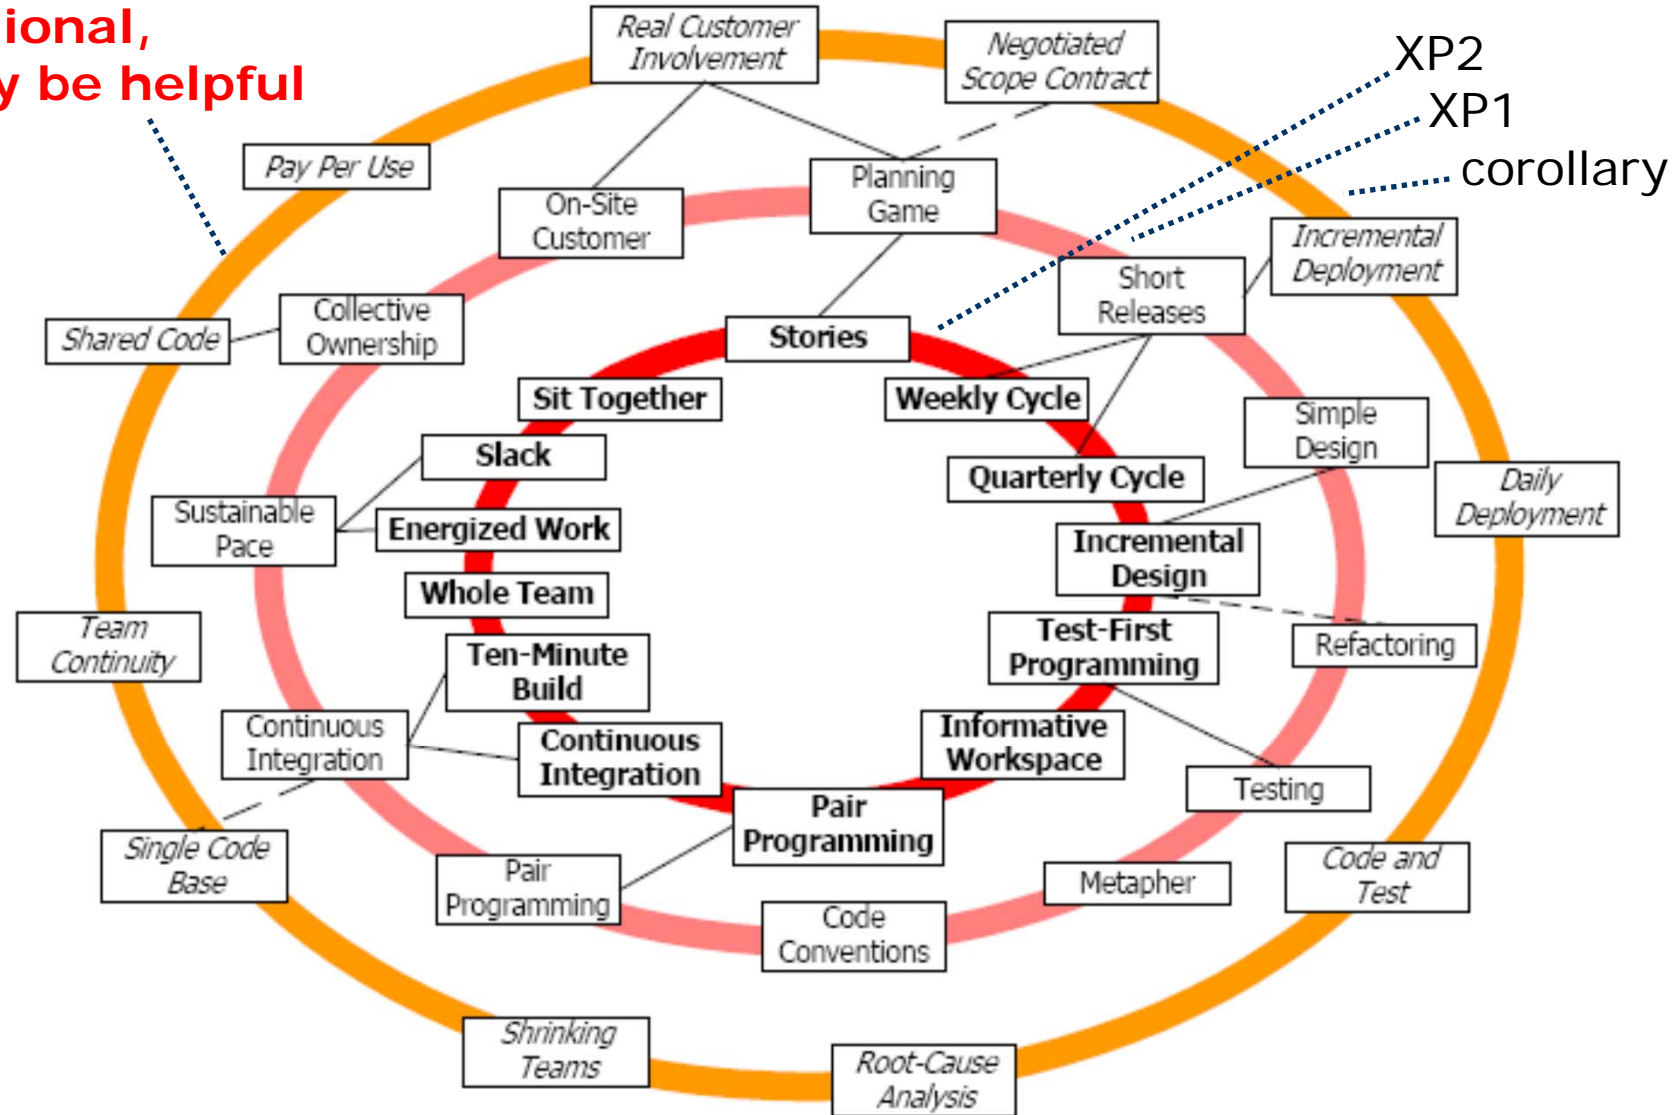 ional,
y be helpful
Real Customer
Involvement
Negotiated
Scope Contract
XP2
XP1
corollary
Pay Per Use
Planning
Game
On-Site
Customer
Incremental
Deployment
Short
Releases
Collective
Ownership
Shared Code
Stories
Sit Together
Weekly Cycle
Simple
Design
Slack
Quarterly Cycle
Daily
Deployment
Sustainable
Pace
Energized Work
Incremental
Design
Whole Team
Team
Continuity
Test-First
Programming
Refactoring
Ten-Minute
Build
Continuous
Integration
Continuous
Integration
Informative
Workspace
Testing
Pair
Programming
Single Code
Base
Pair
Programming
Metapher
Code and
Test
Code
Conventions
Shrinking
Teams
Root-Cause
Analysis